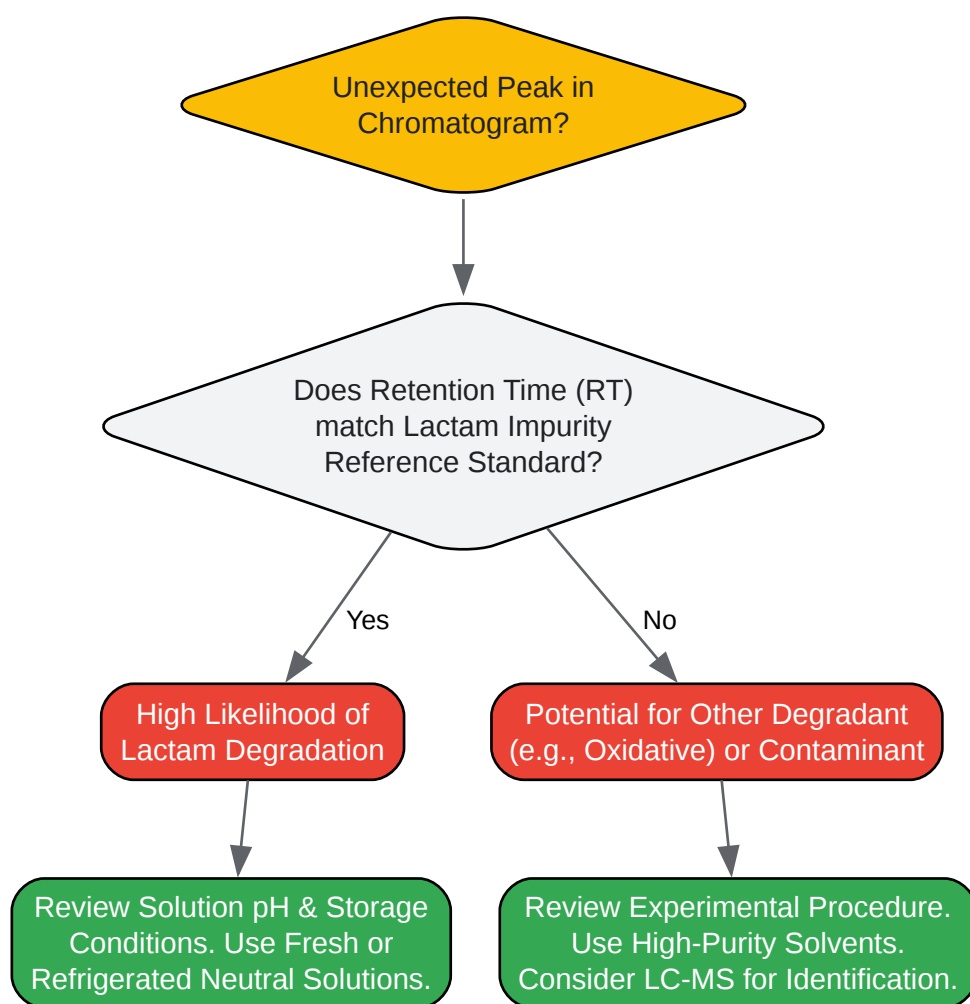 Unexpected Peak in
Chromatogram?
Does Retention Time (RT)
match Lactam Impurity
Reference Standard?
Yes
No
High Likelihood of
Lactam Degradation
Potential for Other Degradant
(e.g., Oxidative) or Contaminant
Review Solution pH & Storage
Conditions. Use Fresh or
Refrigerated Neutral Solutions.
Review Experimental Procedure.
Use High-Purity Solvents.
Consider LC-MS for Identification.